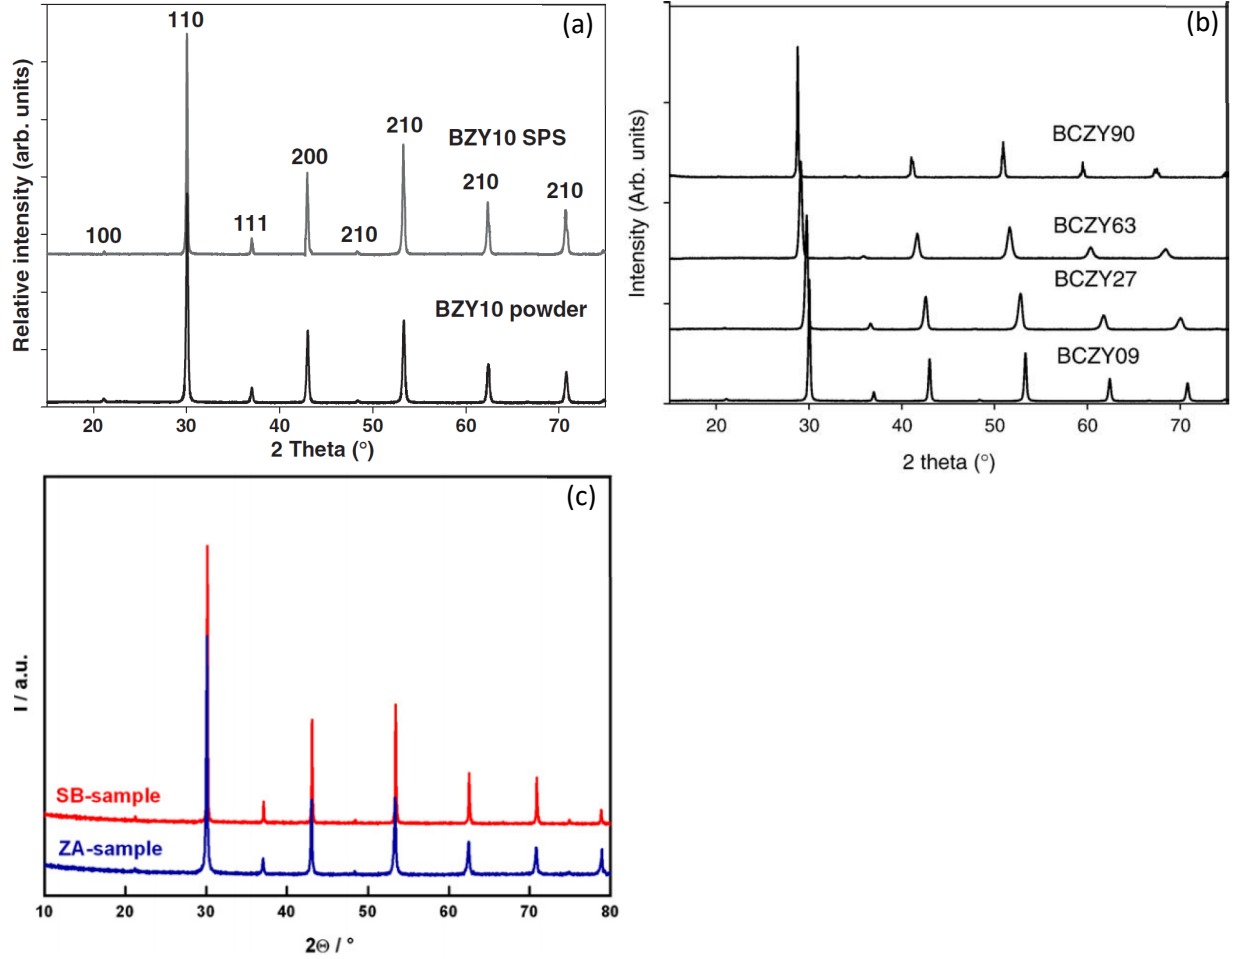 (a)
110
Relative intensity (arb. units)
210
BZY10 SPS
200
210
210
111
100
210
BZY10 powder
20 30 40 50 60 70
2 Theta (°)
(b)
Intensity (Arb. units)
BCZY90
BCZY63
BCZY27
BCZY09
20 30 40 50 60 70
2 theta (°)
(c)
I / a.u.
SB-sample
ZA-sample
10 20 30 40 50 60 70 80
2Θ / °